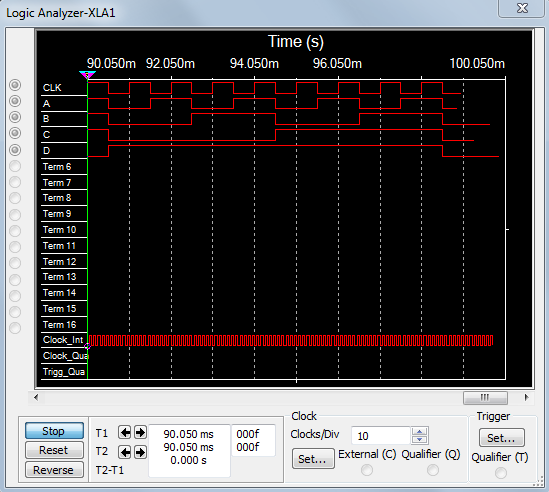 Logic Analyzer-XLA1
Time (s)
90.050m 92.050m 94.050m 96.050m 100.050m
CLK
A
B
C
D
Term 6
Term 7
Term 8
Term 9
Term 10
Term 11
Term 12
Term 13
Term 14
Term 15
Term 16
Clock_Int
Clock_Qua
Trigg_Qua
Stop
Reset
Reverse
T1 90.050 ms 000f
T2 90.050 ms 000f
T2-T1 0.000 s
Clock
Clocks/Div 10
Set... External (C) Qualifier (Q)
Trigger
Set...
Qualifier (T)